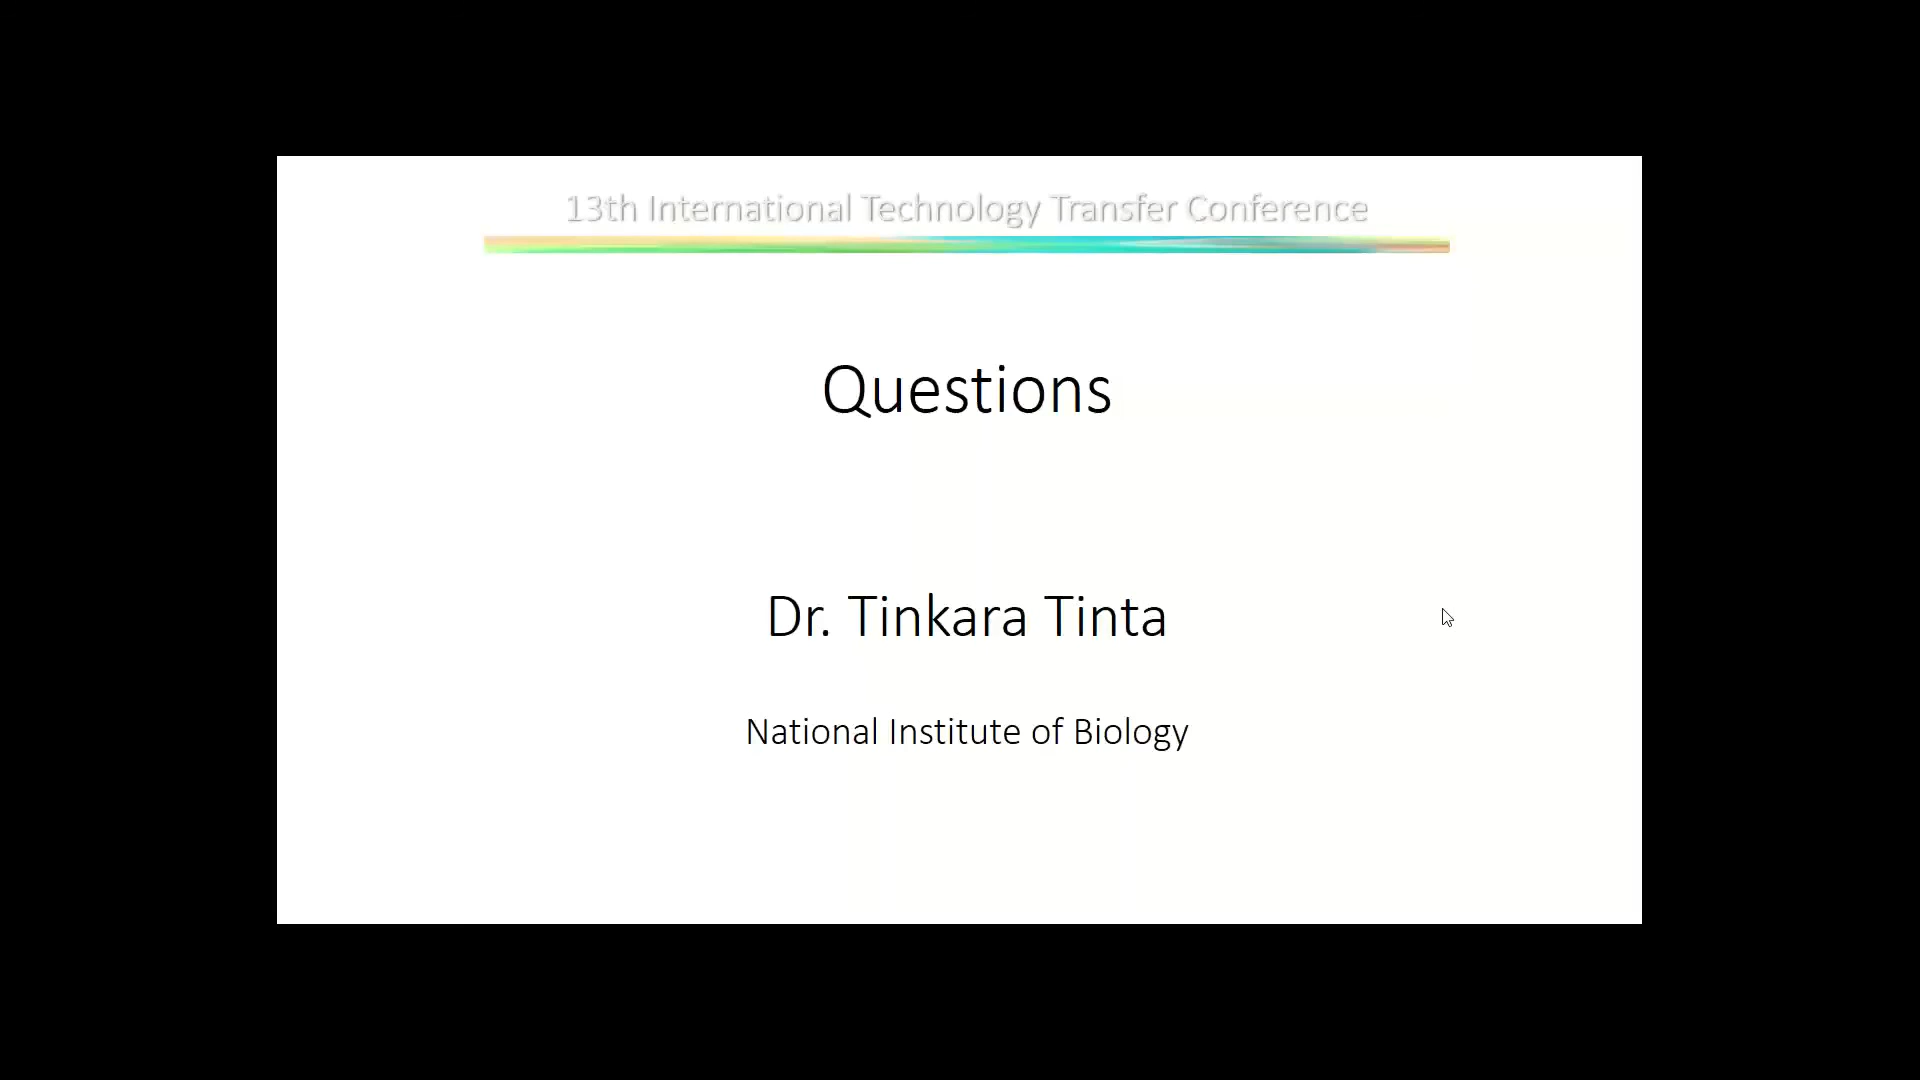 13th International Technology Transfer Conference
Questions
Dr. Tinkara Tinta
National Institute of Biology